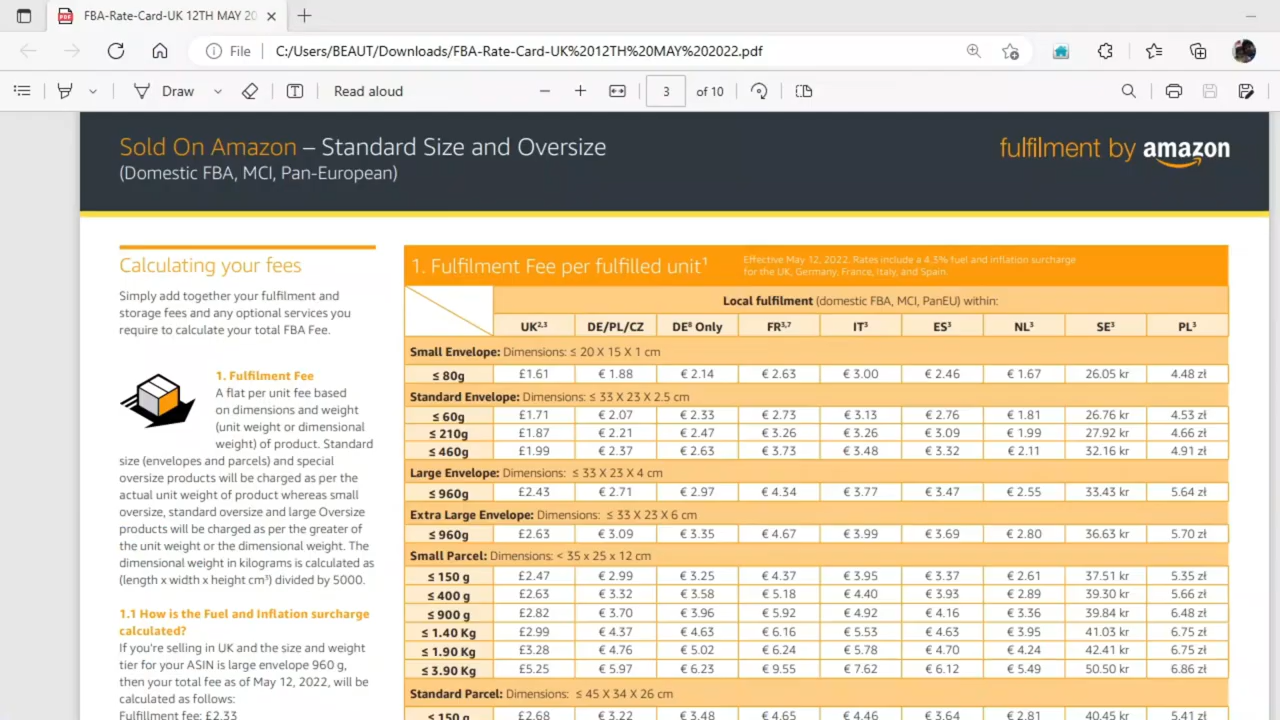 FBA-Rate-Card-UK 12TH MAY 20
File
C:/Users/BEAUT/Downloads/FBA-Rate-Card-UK%2012TH%20MAY%202022.pdf
Draw
Read aloud
3
of 10
Sold On Amazon – Standard Size and Oversize
(Domestic FBA, MCI, Pan-European)
fulfilment by amazon
Calculating your fees
Simply add together your fulfilment and
storage fees and any optional services you
require to calculate your total FBA Fee.
1. Fulfilment Fee
A flat per unit fee based
on dimensions and weight
(unit weight or dimensional
weight) of product. Standard
size (envelopes and parcels) and special
oversize products will be charged as per the
actual unit weight of product whereas small
oversize, standard oversize and large Oversize
products will be charged as per the greater of
the unit weight or the dimensional weight. The
dimensional weight in kilograms is calculated as
(length x width x height cm³) divided by 5000.
1.1 How is the Fuel and Inflation surcharge
calculated?
If you're selling in UK and the size and weight
tier for your ASIN is large envelope 960 g,
then your total fee as of May 12, 2022, will be
calculated as follows:
Fulfillment fee: £2.33
1. Fulfilment Fee per fulfilled unit¹
Effective May 12, 2022. Rates include a 4.3% fuel and inflation surcharge
for the UK, Germany, France, Italy, and Spain.
Local fulfilment (domestic FBA, MCI, PanEU) within:
UK²,³ DE/PL/CZ DE⁸ Only FR³,⁷ IT³ ES³ NL³ SE³ PL³
Small Envelope: Dimensions: ≤ 20 X 15 X 1 cm
≤ 80g £1.61 € 1.88 € 2.14 € 2.63 € 3.00 € 2.46 € 1.67 26.05 kr 4.48 zł
Standard Envelope: Dimensions: ≤ 33 X 23 X 2.5 cm
≤ 60g £1.71 € 2.07 € 2.33 € 2.73 € 3.13 € 2.76 € 1.81 26.76 kr 4.53 zł
≤ 210g £1.87 € 2.21 € 2.47 € 3.26 € 3.26 € 3.09 € 1.99 27.92 kr 4.66 zł
≤ 460g £1.99 € 2.37 € 2.63 € 3.73 € 3.48 € 3.32 € 2.11 32.16 kr 4.91 zł
Large Envelope: Dimensions: ≤ 33 X 23 X 4 cm
≤ 960g £2.43 € 2.71 € 2.97 € 4.34 € 3.77 € 3.47 € 2.55 33.43 kr 5.64 zł
Extra Large Envelope: Dimensions: ≤ 33 X 23 X 6 cm
≤ 960g £2.63 € 3.09 € 3.35 € 4.67 € 3.99 € 3.69 € 2.80 36.63 kr 5.70 zł
Small Parcel: Dimensions: < 35 x 25 x 12 cm
≤ 150 g £2.47 € 2.99 € 3.25 € 4.37 € 3.95 € 3.37 € 2.61 37.51 kr 5.35 zł
≤ 400 g £2.63 € 3.32 € 3.58 € 5.18 € 4.40 € 3.93 € 2.89 39.30 kr 5.66 zł
≤ 900 g £2.82 € 3.70 € 3.96 € 5.92 € 4.92 € 4.16 € 3.36 39.84 kr 6.48 zł
≤ 1.40 Kg £2.99 € 4.37 € 4.63 € 6.16 € 5.53 € 4.63 € 3.95 41.03 kr 6.75 zł
≤ 1.90 Kg £3.28 € 4.76 € 5.02 € 6.24 € 5.78 € 4.70 € 4.24 42.41 kr 6.75 zł
≤ 3.90 Kg £5.25 € 5.97 € 6.23 € 9.55 € 7.62 € 6.12 € 5.49 50.50 kr 6.86 zł
Standard Parcel: Dimensions: ≤ 45 X 34 X 26 cm
≤ 150 g £2.68 € 3.22 € 3.48 € 4.65 € 4.46 € 3.64 € 2.81 40.45 kr 5.41 zł